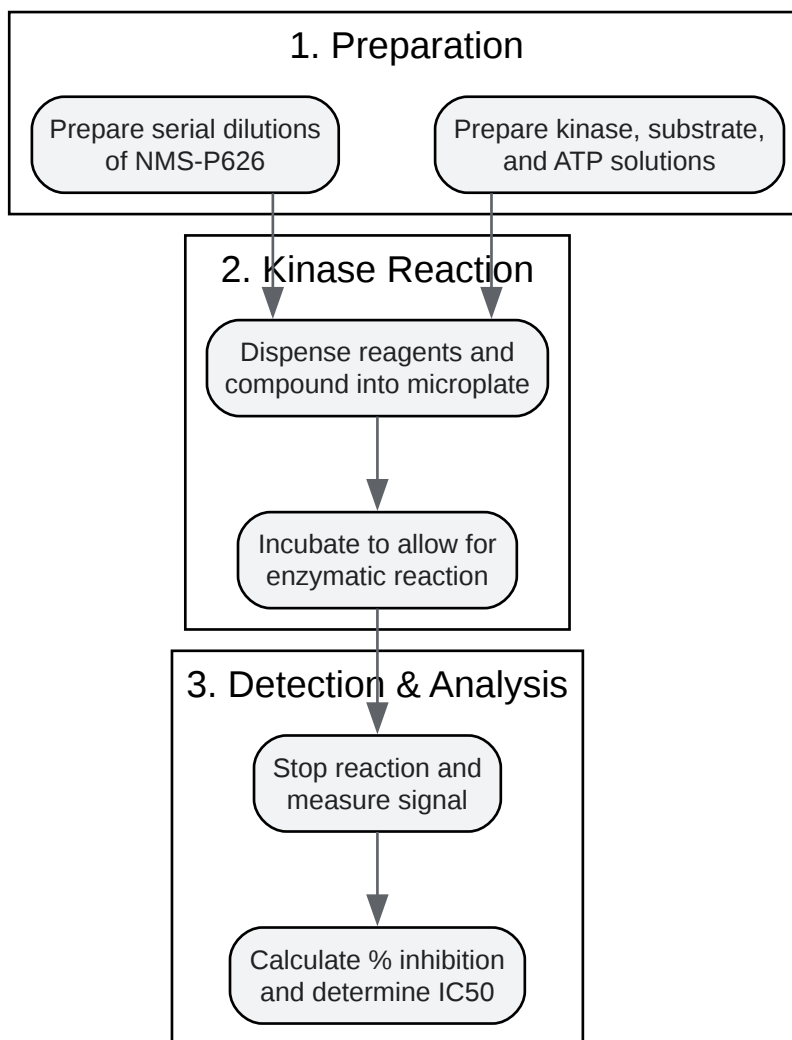 1. Preparation
Prepare serial dilutions
of NMS-P626
Prepare kinase, substrate,
and ATP solutions
2. Kinase Reaction
Dispense reagents and
compound into microplate
Incubate to allow for
enzymatic reaction
3. Detection & Analysis
Stop reaction and
measure signal
Calculate % inhibition
and determine IC50